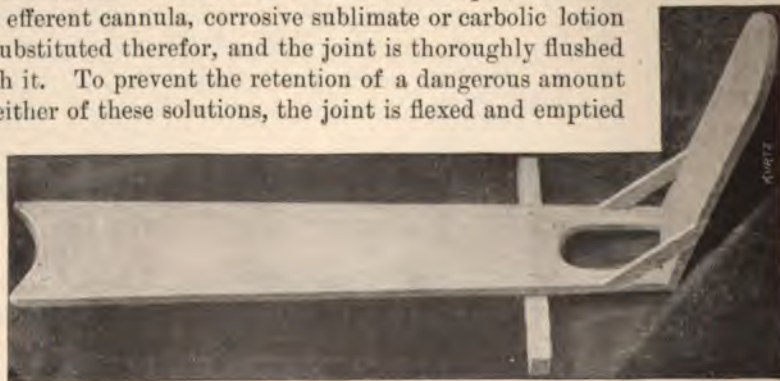 efferent cannula, corrosive sublimate or carbolic lotion
ubstituted therefor, and the joint is thoroughly flushed
h it. To prevent the retention of a dangerous amount
either of these solutions, the joint is flexed and emptied
KURTZ